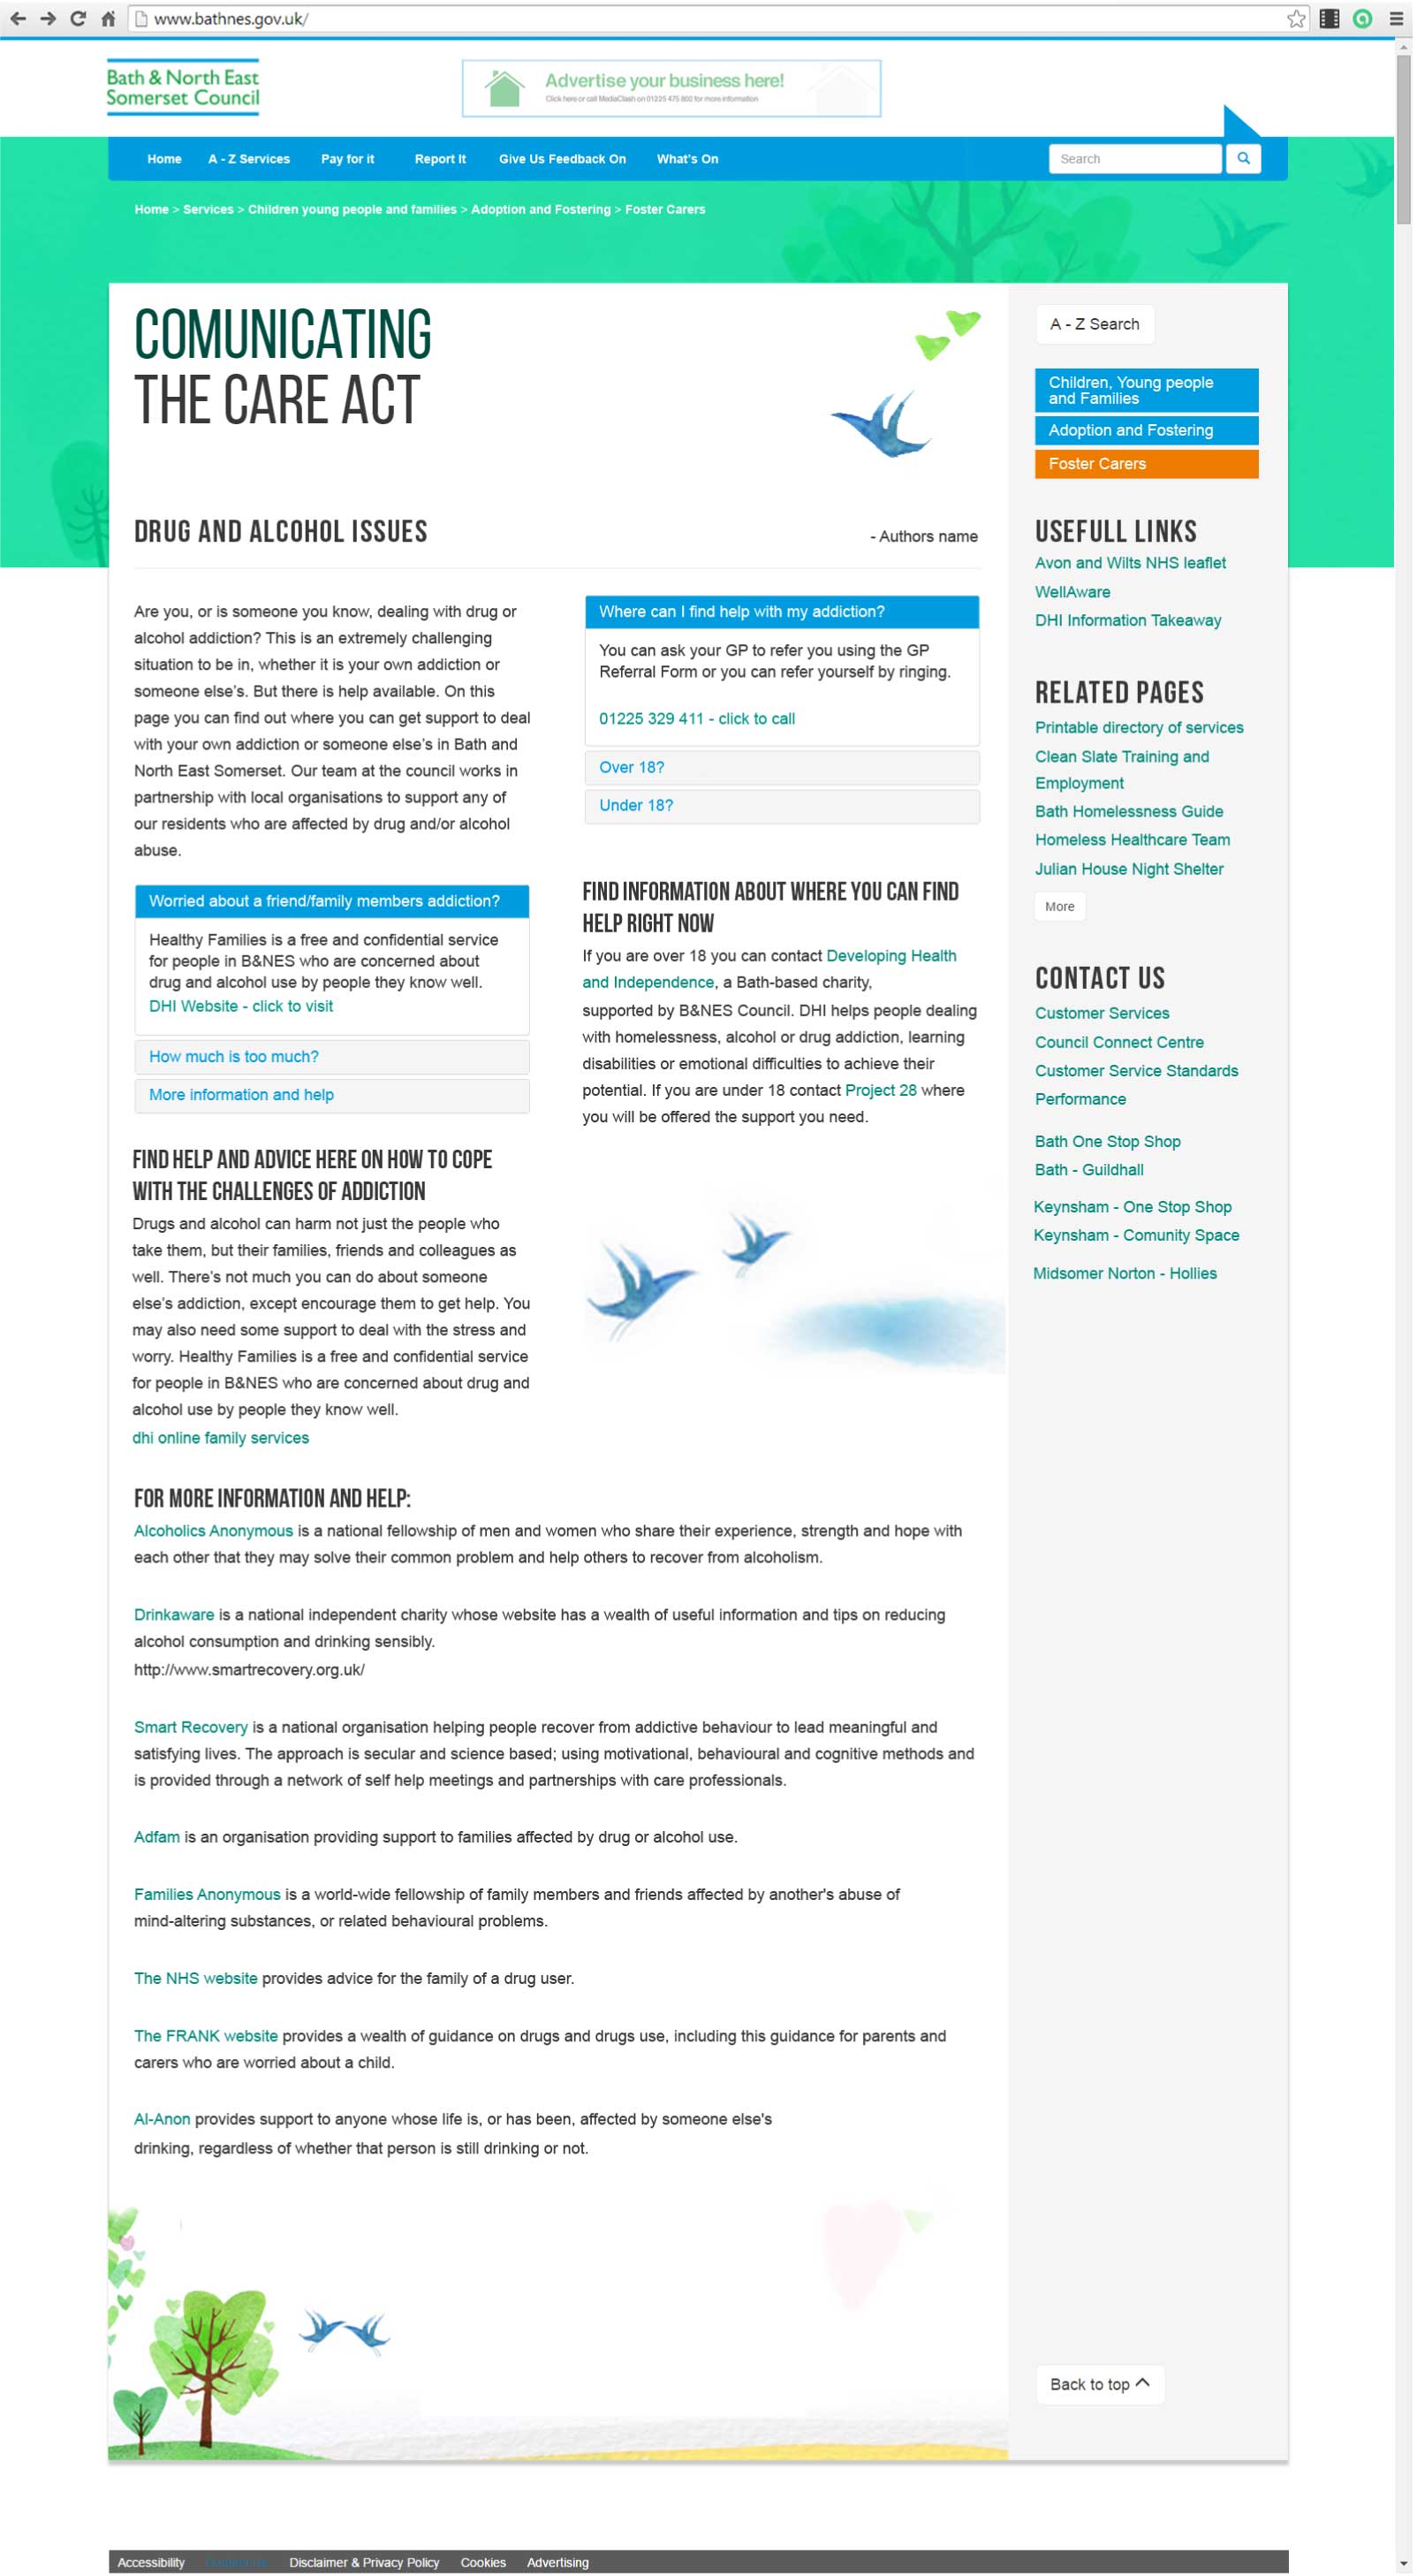 www.bathnes.gov.uk/
Bath & North East
Somerset Council
Advertise your business here!
Click here or call MediaClash on 01225 475 800 for more information
Home A - Z Services Pay for it Report It Give Us Feedback On What's On
Search
Home > Services > Children young people and families > Adoption and Fostering > Foster Carers
COMUNICATING
THE CARE ACT
DRUG AND ALCOHOL ISSUES
- Authors name
Are you, or is someone you know, dealing with drug or
alcohol addiction? This is an extremely challenging
situation to be in, whether it is your own addiction or
someone else's. But there is help available. On this
page you can find out where you can get support to deal
with your own addiction or someone else's in Bath and
North East Somerset. Our team at the council works in
partnership with local organisations to support any of
our residents who are affected by drug and/or alcohol
abuse.
Worried about a friend/family members addiction?
Healthy Families is a free and confidential service
for people in B&NES who are concerned about
drug and alcohol use by people they know well.
DHI Website - click to visit
How much is too much?
More information and help
FIND HELP AND ADVICE HERE ON HOW TO COPE
WITH THE CHALLENGES OF ADDICTION
Drugs and alcohol can harm not just the people who
take them, but their families, friends and colleagues as
well. There's not much you can do about someone
else's addiction, except encourage them to get help. You
may also need some support to deal with the stress and
worry. Healthy Families is a free and confidential service
for people in B&NES who are concerned about drug and
alcohol use by people they know well.
dhi online family services
Where can I find help with my addiction?
You can ask your GP to refer you using the GP
Referral Form or you can refer yourself by ringing.
01225 329 411 - click to call
Over 18?
Under 18?
FIND INFORMATION ABOUT WHERE YOU CAN FIND
HELP RIGHT NOW
If you are over 18 you can contact Developing Health
and Independence, a Bath-based charity,
supported by B&NES Council. DHI helps people dealing
with homelessness, alcohol or drug addiction, learning
disabilities or emotional difficulties to achieve their
potential. If you are under 18 contact Project 28 where
you will be offered the support you need.
FOR MORE INFORMATION AND HELP:
Alcoholics Anonymous is a national fellowship of men and women who share their experience, strength and hope with
each other that they may solve their common problem and help others to recover from alcoholism.
Drinkaware is a national independent charity whose website has a wealth of useful information and tips on reducing
alcohol consumption and drinking sensibly.
http://www.smartrecovery.org.uk/
Smart Recovery is a national organisation helping people recover from addictive behaviour to lead meaningful and
satisfying lives. The approach is secular and science based; using motivational, behavioural and cognitive methods and
is provided through a network of self help meetings and partnerships with care professionals.
Adfam is an organisation providing support to families affected by drug or alcohol use.
Families Anonymous is a world-wide fellowship of family members and friends affected by another's abuse of
mind-altering substances, or related behavioural problems.
The NHS website provides advice for the family of a drug user.
The FRANK website provides a wealth of guidance on drugs and drugs use, including this guidance for parents and
carers who are worried about a child.
Al-Anon provides support to anyone whose life is, or has been, affected by someone else's
drinking, regardless of whether that person is still drinking or not.
A - Z Search
Children, Young people
and Families
Adoption and Fostering
Foster Carers
USEFULL LINKS
Avon and Wilts NHS leaflet
WellAware
DHI Information Takeaway
RELATED PAGES
Printable directory of services
Clean Slate Training and
Employment
Bath Homelessness Guide
Homeless Healthcare Team
Julian House Night Shelter
More
CONTACT US
Customer Services
Council Connect Centre
Customer Service Standards
Performance
Bath One Stop Shop
Bath - Guildhall
Keynsham - One Stop Shop
Keynsham - Comunity Space
Midsomer Norton - Hollies
Back to top
Accessibility Disclaimer & Privacy Policy Cookies Advertising